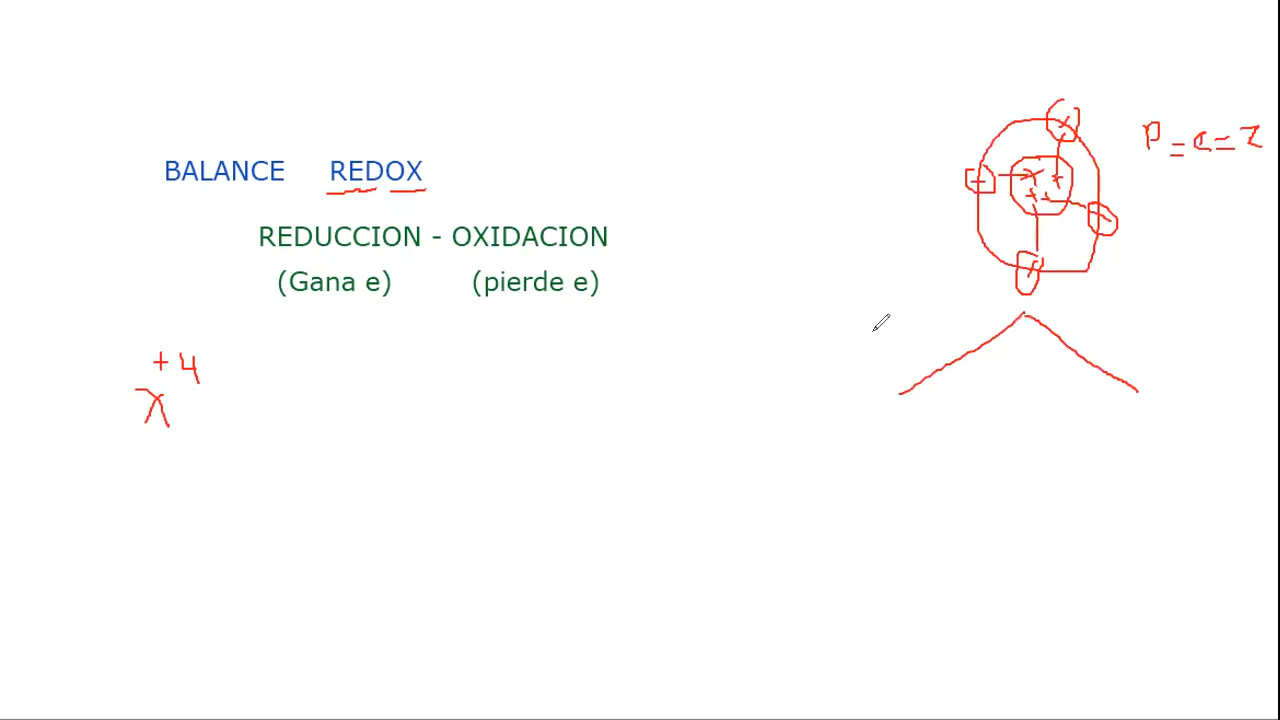 P = e = Z
BALANCE REDOX
REDUCCION - OXIDACION
(Gana e) (pierde e)
+4
X